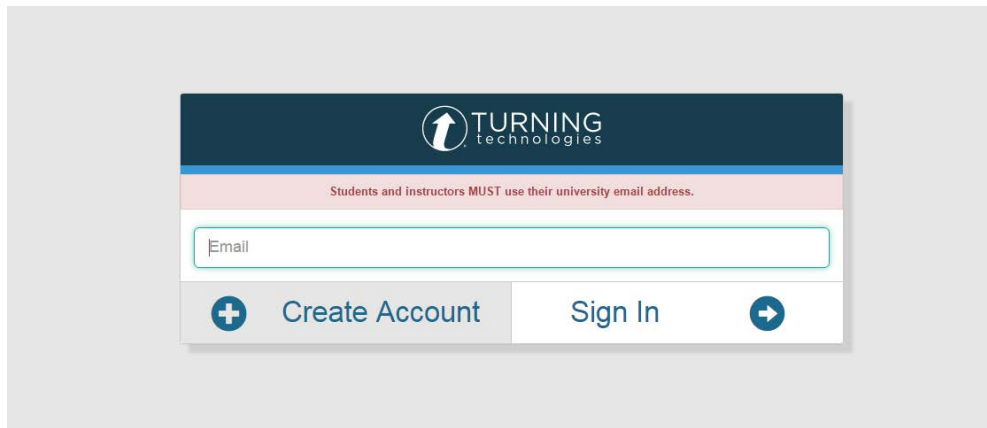 TURNING
technologies
Students and instructors MUST use their university email address.
Email
Create Account
Sign In